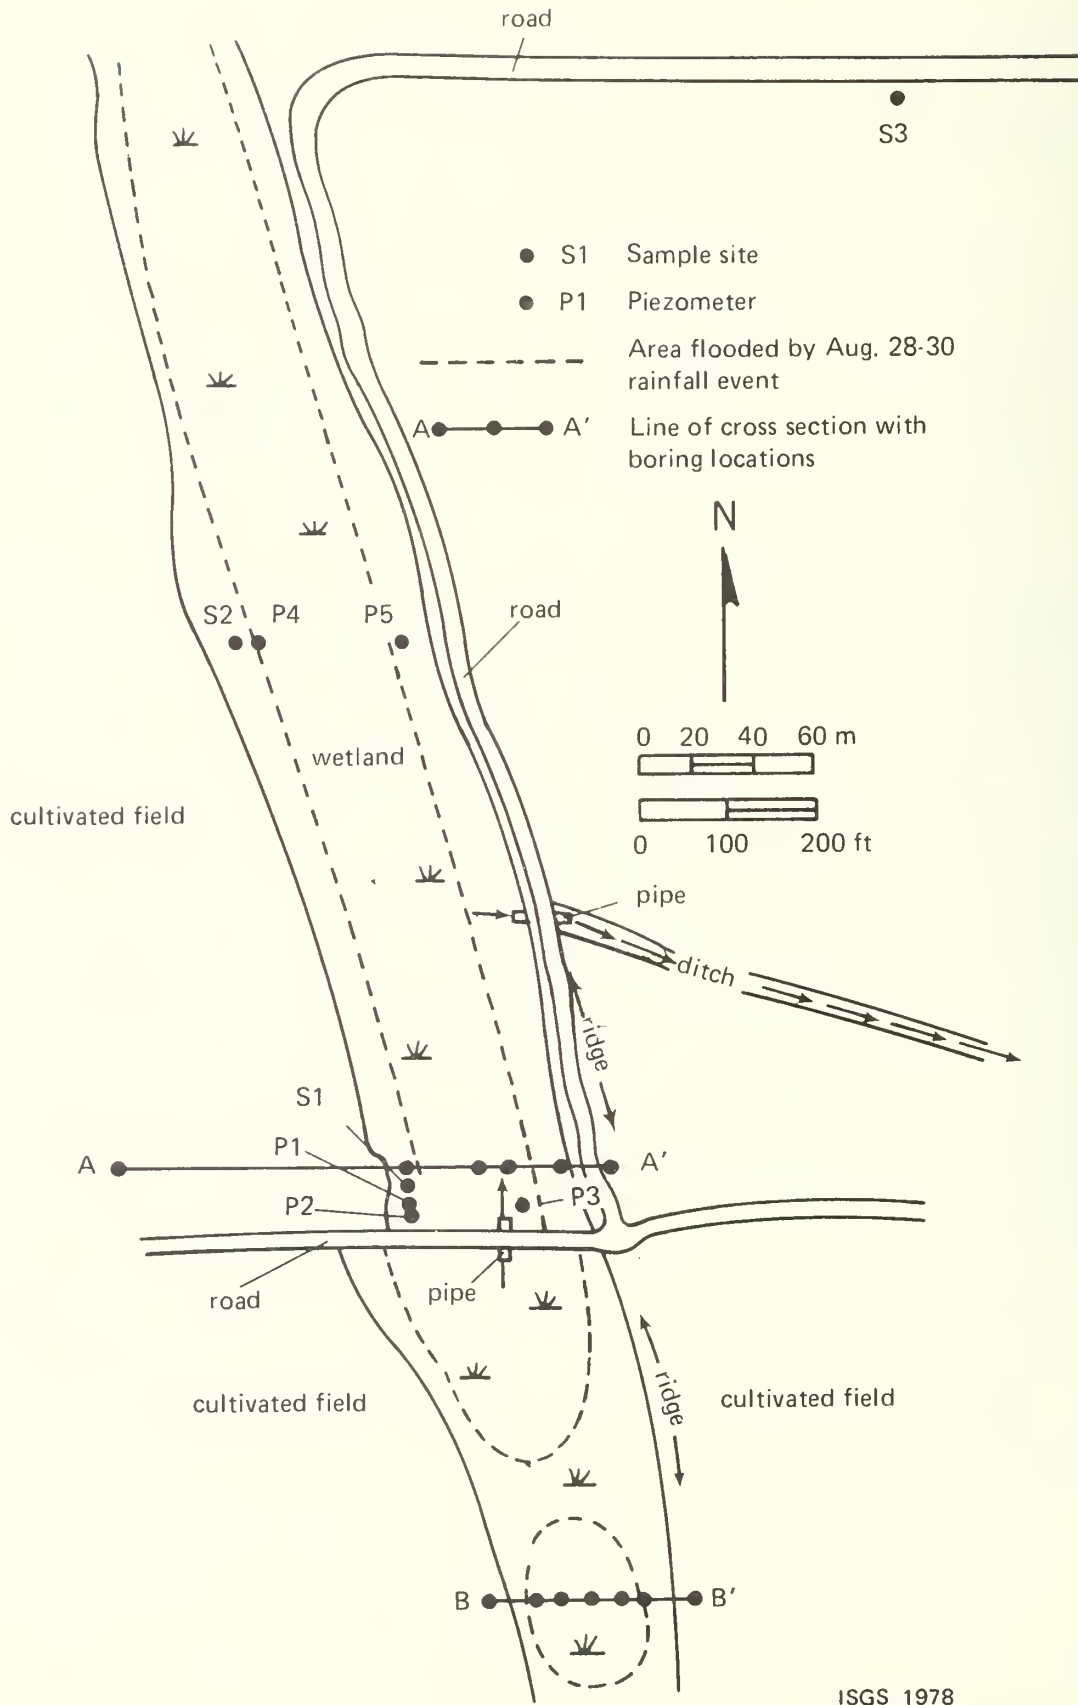 road
S3
S1 Sample site
P1 Piezometer
Area flooded by Aug. 28-30
rainfall event
A A' Line of cross section with
boring locations
N
S2 P4 P5 road
0 20 40 60 m
wetland
cultivated field
0 100 200 ft
pipe
ditch
ridge
S1
P1
A A'
P2 P3
road
pipe
ridge
cultivated field cultivated field
B B'
ISGS 1978